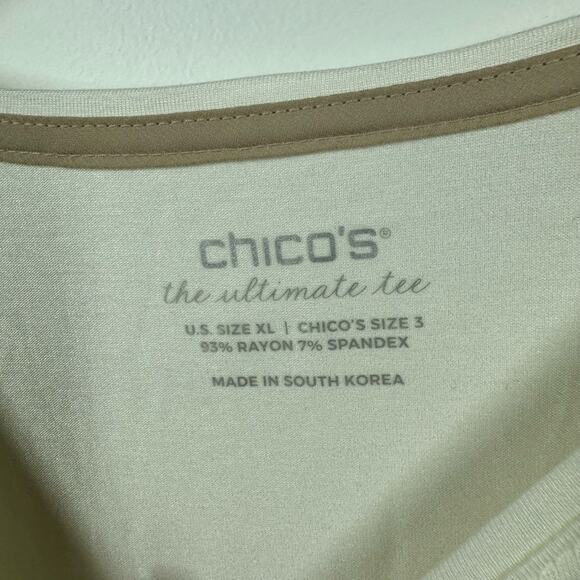 chico's®
the ultimate tee
U.S. SIZE XL | CHICO'S SIZE 3
93% RAYON 7% SPANDEX
MADE IN SOUTH KOREA